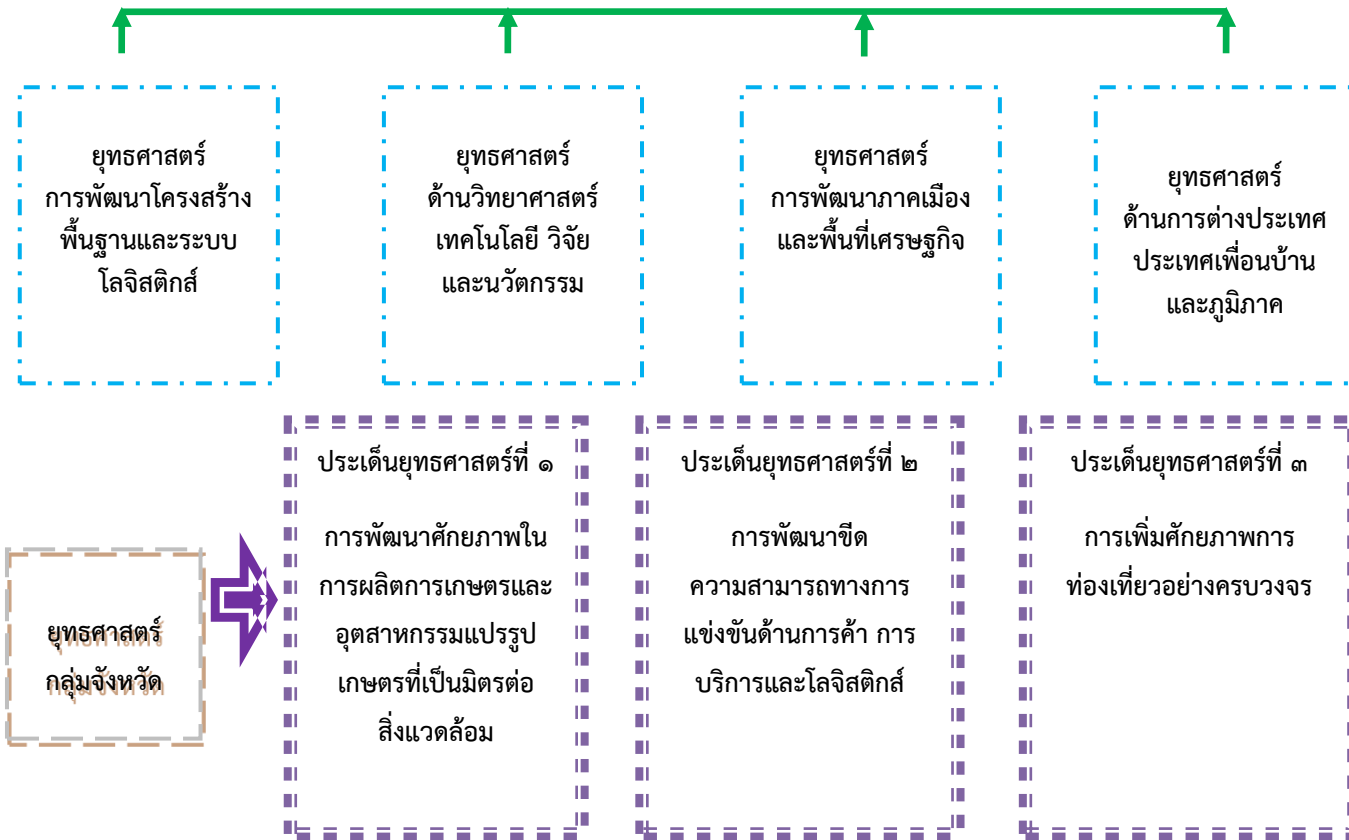 ยุทธศาสตร์
การพัฒนาโครงสร้าง
พื้นฐานและระบบ
โลจิสติกส์
ยุทธศาสตร์
ด้านวิทยาศาสตร์
เทคโนโลยี วิจัย
และนวัตกรรม
ยุทธศาสตร์
การพัฒนาภาคเมือง
และพื้นที่เศรษฐกิจ
ยุทธศาสตร์
ด้านการต่างประเทศ
ประเทศเพื่อนบ้าน
และภูมิภาค
ยุทธศาสตร์
กลุ่มจังหวัด
ประเด็นยุทธศาสตร์ที่ ๑
การพัฒนาศักยภาพใน
การผลิตการเกษตรและ
อุตสาหกรรมแปรรูป
เกษตรที่เป็นมิตรต่อ
สิ่งแวดล้อม
ประเด็นยุทธศาสตร์ที่ ๒
การพัฒนาขีด
ความสามารถทางการ
แข่งขันด้านการค้า การ
บริการและโลจิสติกส์
ประเด็นยุทธศาสตร์ที่ ๓
การเพิ่มศักยภาพการ
ท่องเที่ยวอย่างครบวงจร